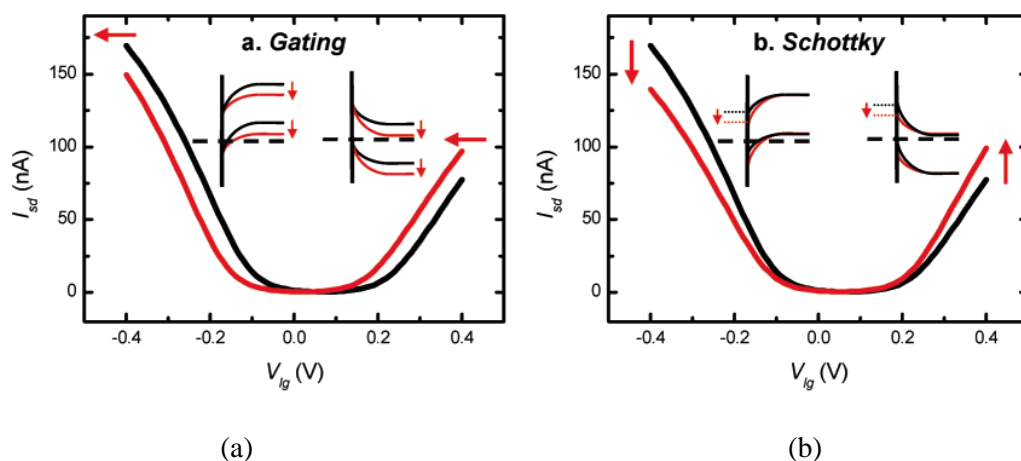 a. Gating
I_sd (nA)
150
100
50
0
-0.4 -0.2 0.0 0.2 0.4
V_lg (V)
(a)
b. Schottky
I_sd (nA)
150
100
50
0
-0.4 -0.2 0.0 0.2 0.4
V_lg (V)
(b)